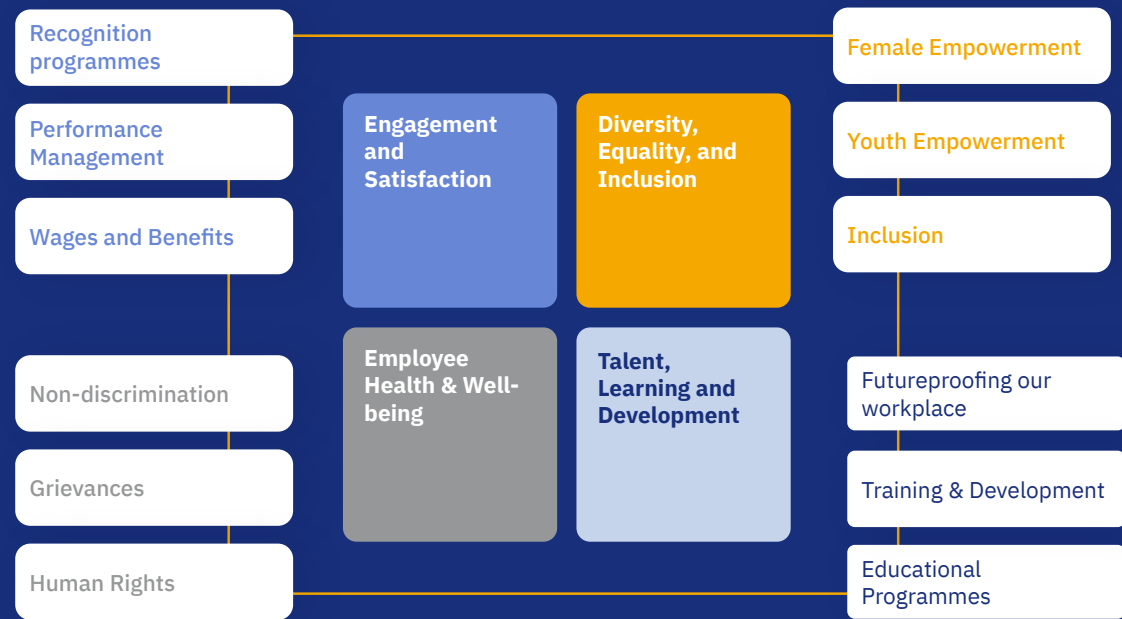 Recognition
programmes
Performance
Management
Wages and Benefits
Non-discrimination
Grievances
Human Rights
Engagement
and
Satisfaction
Diversity,
Equality, and
Inclusion
Employee
Health & Well-
being
Talent,
Learning and
Development
Female Empowerment
Youth Empowerment
Inclusion
Futureproofing our
workplace
Training & Development
Educational
Programmes